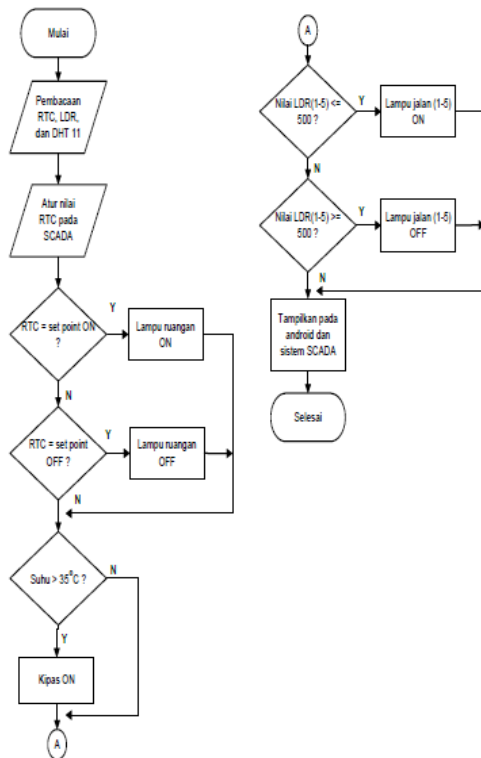 Mulai
Pembacaan
RTC, LDR,
dan DHT 11
Atur nilai
RTC pada
SCADA
RTC = set point ON
?
Y
Lampu ruangan
ON
N
RTC = set point
OFF ?
Y
Lampu ruangan
OFF
N
Suhu > 35°C ?
N
Y
Kipas ON
A
A
Nilai LDR(1-5) <=
500 ?
Y
Lampu jalan (1-5)
ON
N
Nilai LDR(1-5) >=
500 ?
Y
Lampu jalan (1-5)
OFF
N
Tampilkan pada
android dan
sistem SCADA
Selesai